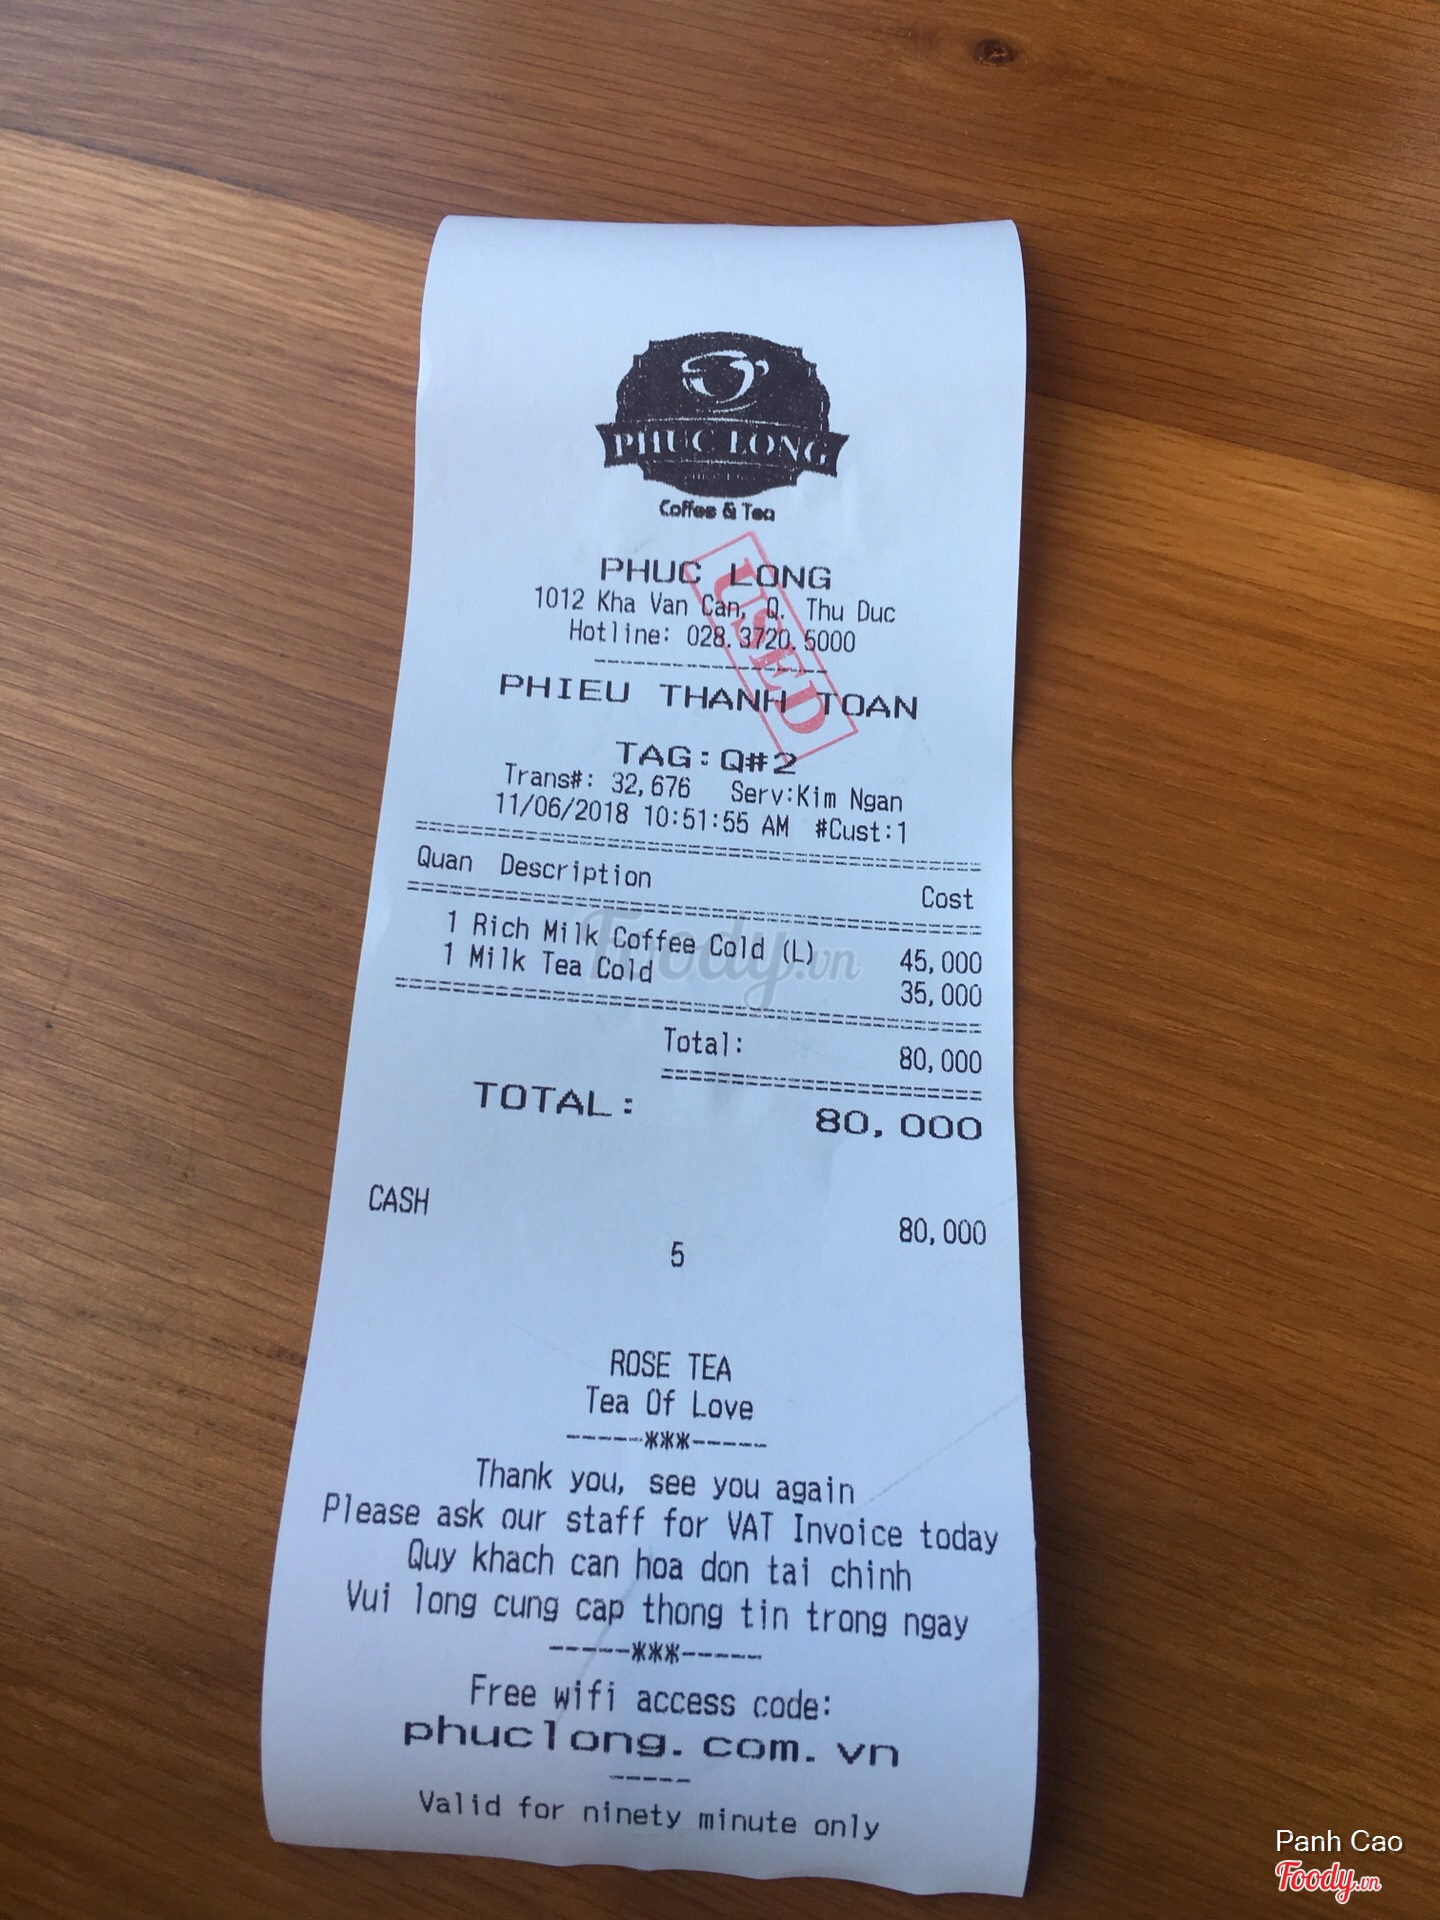 PHUC LONG
Coffee & Tea
PHUC LONG
1012 Kha Van Can, Q. Thu Duc
Hotline: 028.3720.5000
USED
PHIEU THANH TOAN
TAG:Q#2
Trans#: 32,676 Serv:Kim Ngan
11/06/2018 10:51:55 AM #Cust:1
Quan Description Cost
1 Rich Milk Coffee Cold (L) 45,000
1 Milk Tea Cold 35,000
Foody.vn
Total: 80,000
TOTAL: 80,000
CASH 80,000
5
ROSE TEA
Tea Of Love
------***------
Thank you, see you again
Please ask our staff for VAT Invoice today
Quy khach can hoa don tai chinh
Vui long cung cap thong tin trong ngay
------***------
Free wifi access code:
phuclong.com.vn
-----
Valid for ninety minute only
Panh Cao
Foody.vn